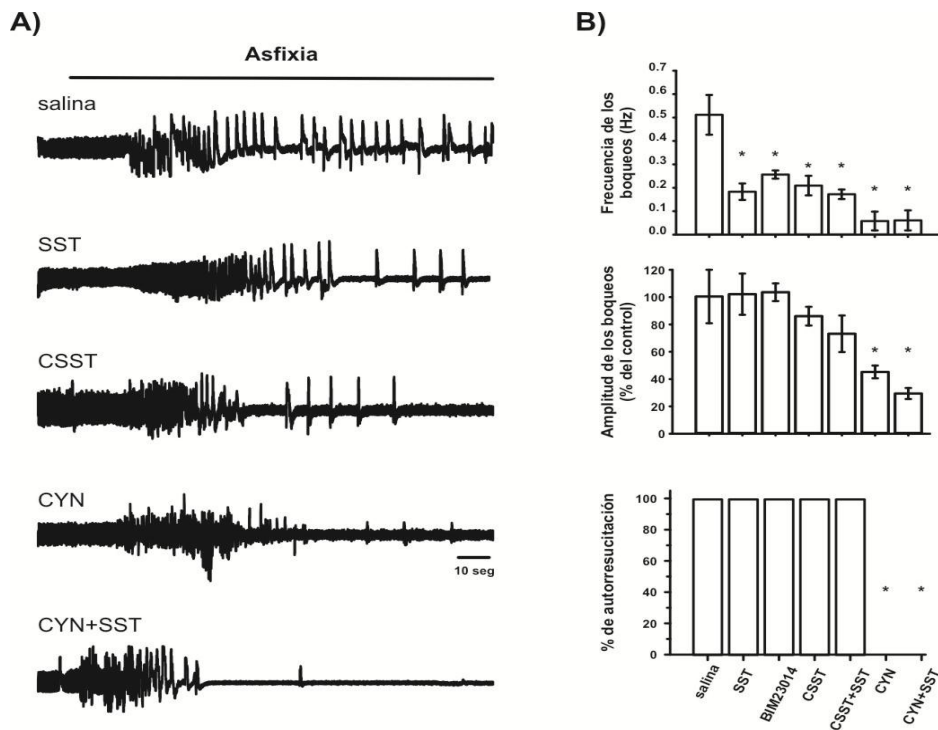 A)
Asfixia
salina
SST
CSST
CYN
10 seg
CYN+SST
B)
Frecuencia de los
boqueos (Hz)
0.7
0.6
0.5
0.4
0.3
0.2
0.1
0.0
* * * * * *
Amplitud de los boqueos
(% del control)
120
100
80
60
40
20
0
* *
% de autorresucitación
100
80
60
40
20
0
* *
salina
SST
BIM23014
CSST
CSST+SST
CYN
CYN+SST